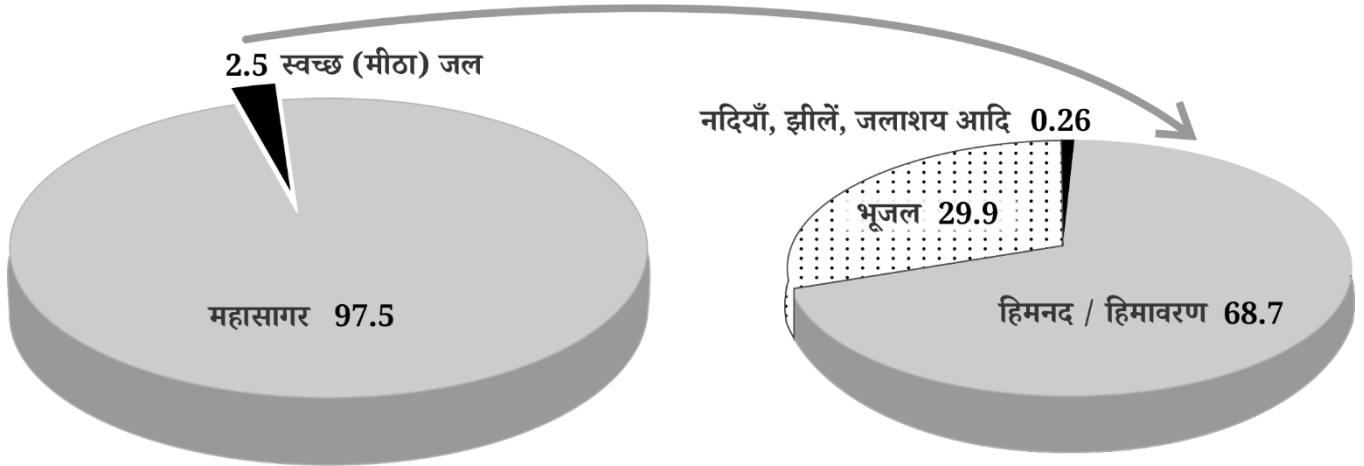 2.5 स्वच्छ (मीठा) जल
महासागर 97.5
नदियाँ, झीलें, जलाशय आदि 0.26
भूजल 29.9
हिमनद / हिमावरण 68.7